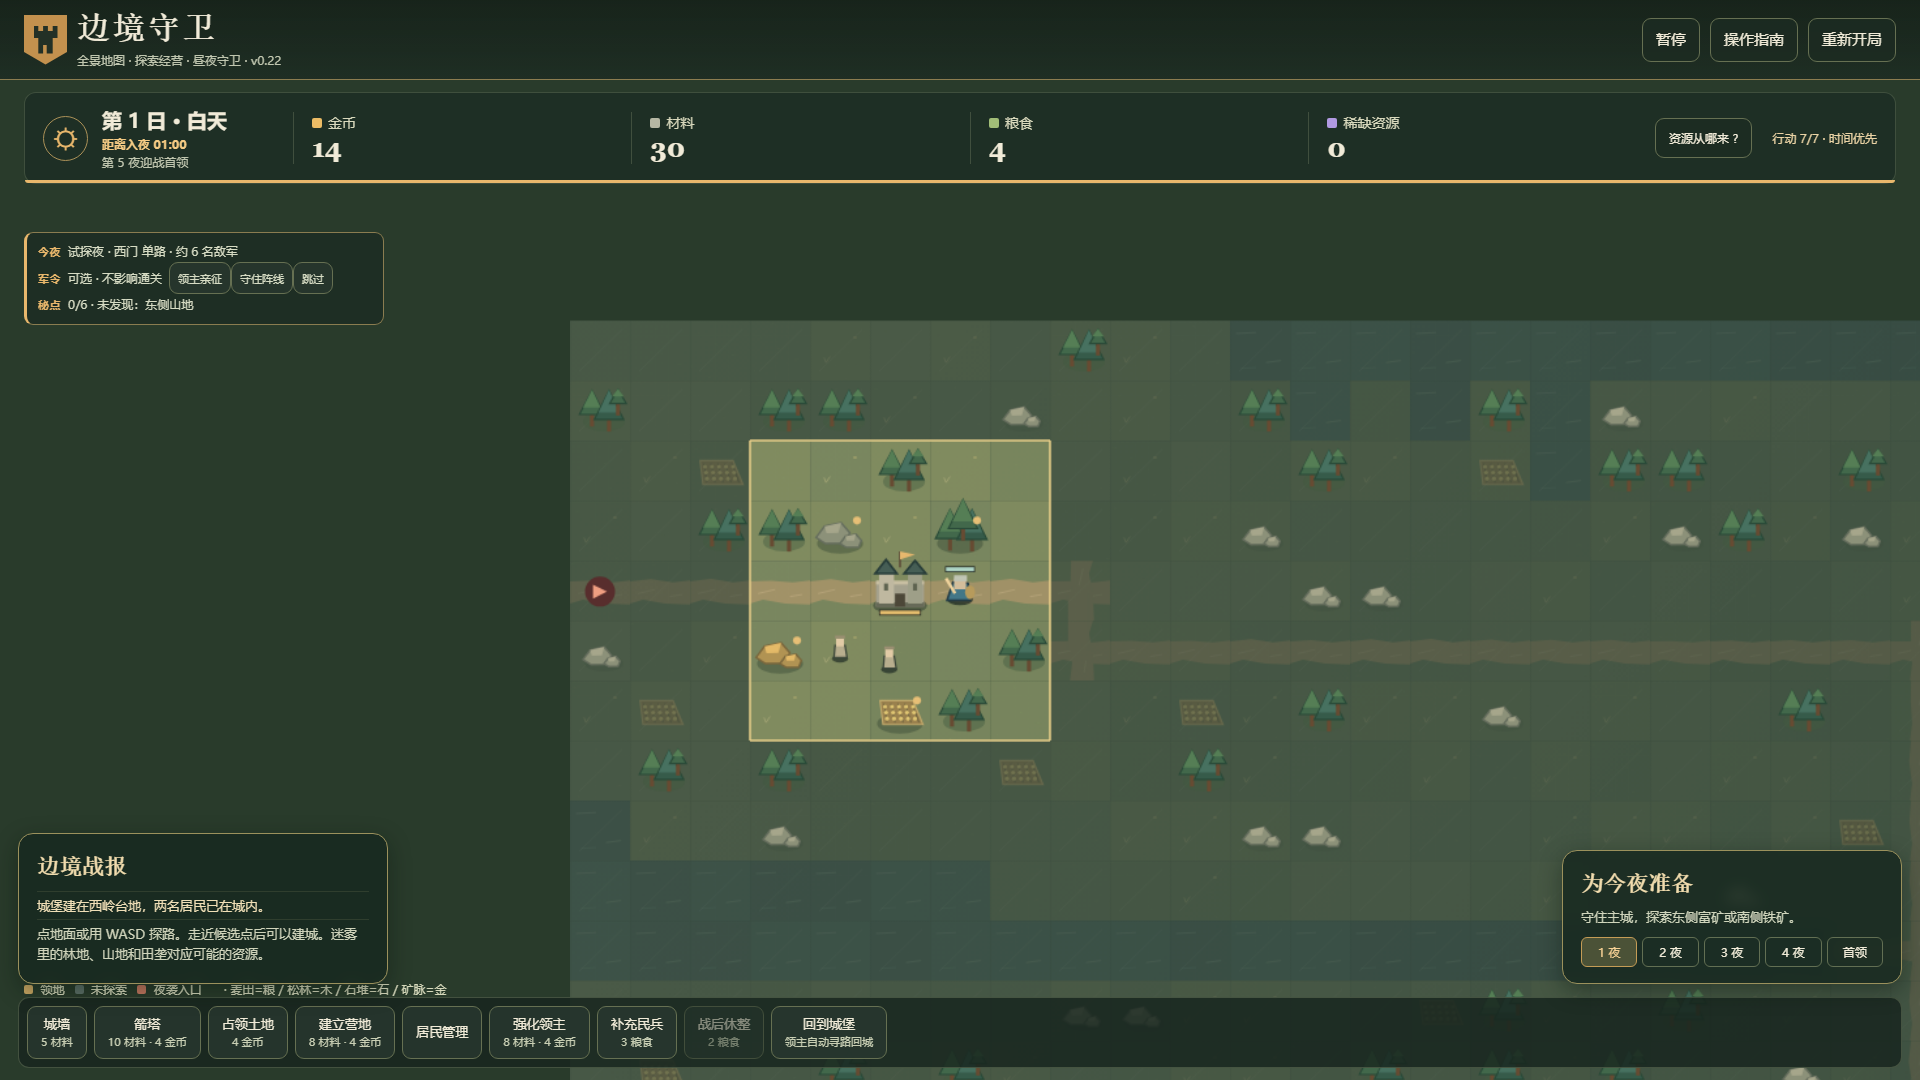 边境守卫
全景地图 · 探索经营 · 昼夜守卫 · v0.22
暂停
操作指南
重新开局
第 1 日 · 白天
距离入夜 01:00
第 5 夜迎战首领
金币
14
材料
30
粮食
4
稀缺资源
0
资源从哪来？
行动 7/7 · 时间优先
今夜 试探夜 · 西门 单路 · 约 6 名敌军
军令 可选 · 不影响通关 领主亲征 守住阵线 跳过
秘点 0/6 · 未发现：东侧山地
边境战报
城堡建在西岭台地，两名居民已在城内。
点地面或用 WASD 探路。走近候选点后可以建城。迷雾
里的林地、山地和田垄对应可能的资源。
为今夜准备
守住主城，探索东侧富矿或南侧铁矿。
1 夜
2 夜
3 夜
4 夜
首领
领地 未探索 夜袭入口 · 麦田=粮 / 松林=木 / 石堆=石 / 矿脉=金
城墙
5 材料
箭塔
10 材料 · 4 金币
占领土地
4 金币
建立营地
8 材料 · 4 金币
居民管理
强化领主
8 材料 · 4 金币
补充民兵
3 粮食
战后休整
2 粮食
回到城堡
领主自动寻路回城